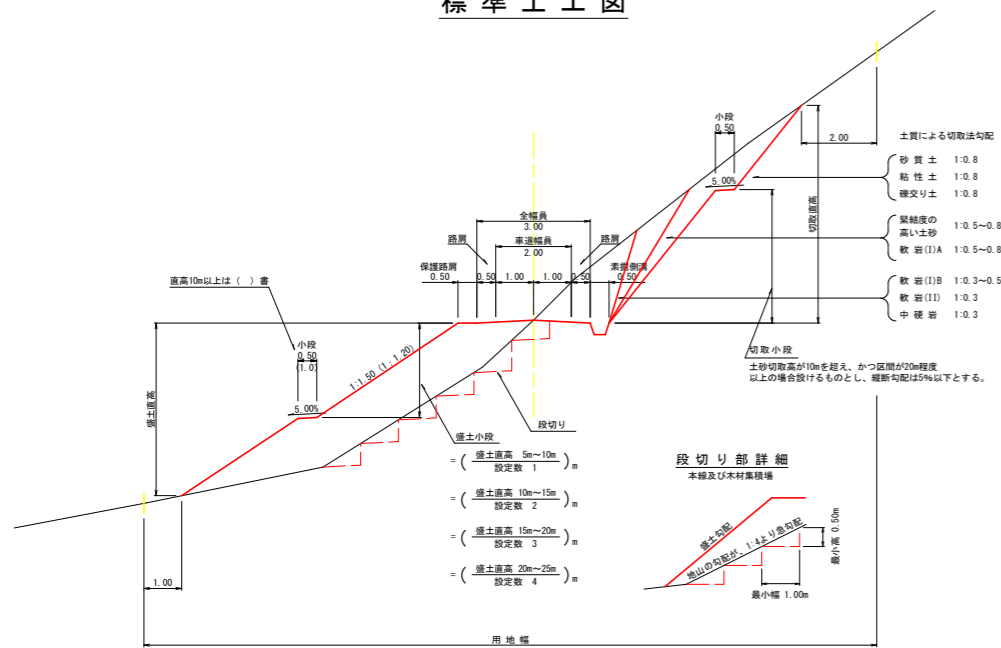 標準土工図
小段
0.50
2.00
土質による切取法勾配
5.00%
砂質土 1:0.8
粘性土 1:0.8
礫交り土 1:0.8
切取直高
全幅員
3.00
緊結度の
高い土砂 1:0.5~0.8
軟岩(I)A 1:0.5~0.8
路肩
車道幅員
2.00
路肩
保護路肩
0.50
0.50
1.00
1.00
0.50
素掘側溝
0.50
軟岩(I)B 1:0.3~0.5
軟岩(II) 1:0.3
中硬岩 1:0.3
直高10m以上は( )書
小段
0.50
(1.0)
1:1.50 (1:1.20)
切取小段
土砂切取高が10mを超え、かつ区間が20m程度
以上の場合設けるものとし、縦断勾配は5%以下とする。
盛土直高
5.00%
段切り
盛土小段
=(盛土直高 5m~10m
設定数 1)m
=(盛土直高 10m~15m
設定数 2)m
=(盛土直高 15m~20m
設定数 3)m
=(盛土直高 20m~25m
設定数 4)m
段切り部詳細
本線及び木材集積場
盛土勾配
地山の勾配が、1:4より急勾配
最小高 0.50m
最小幅 1.00m
1.00
用地幅